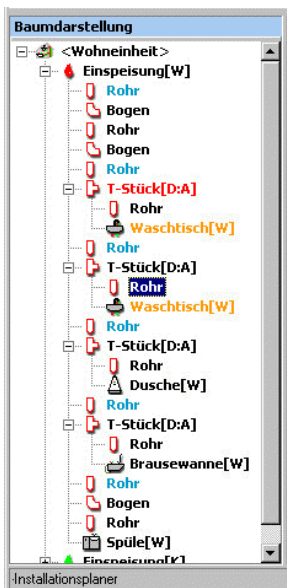 Baumdarstellung
<Wohneinheit>
Einspeisung[W]
Rohr
Bogen
Rohr
Bogen
Rohr
T-Stück[D:A]
Rohr
Waschtisch[W]
Rohr
T-Stück[D:A]
Rohr
Waschtisch[W]
Rohr
T-Stück[D:A]
Rohr
Dusche[W]
Rohr
T-Stück[D:A]
Rohr
Brausewanne[W]
Rohr
Bogen
Rohr
Spüle[W]
Einspeisung[K]
:Installationsplaner